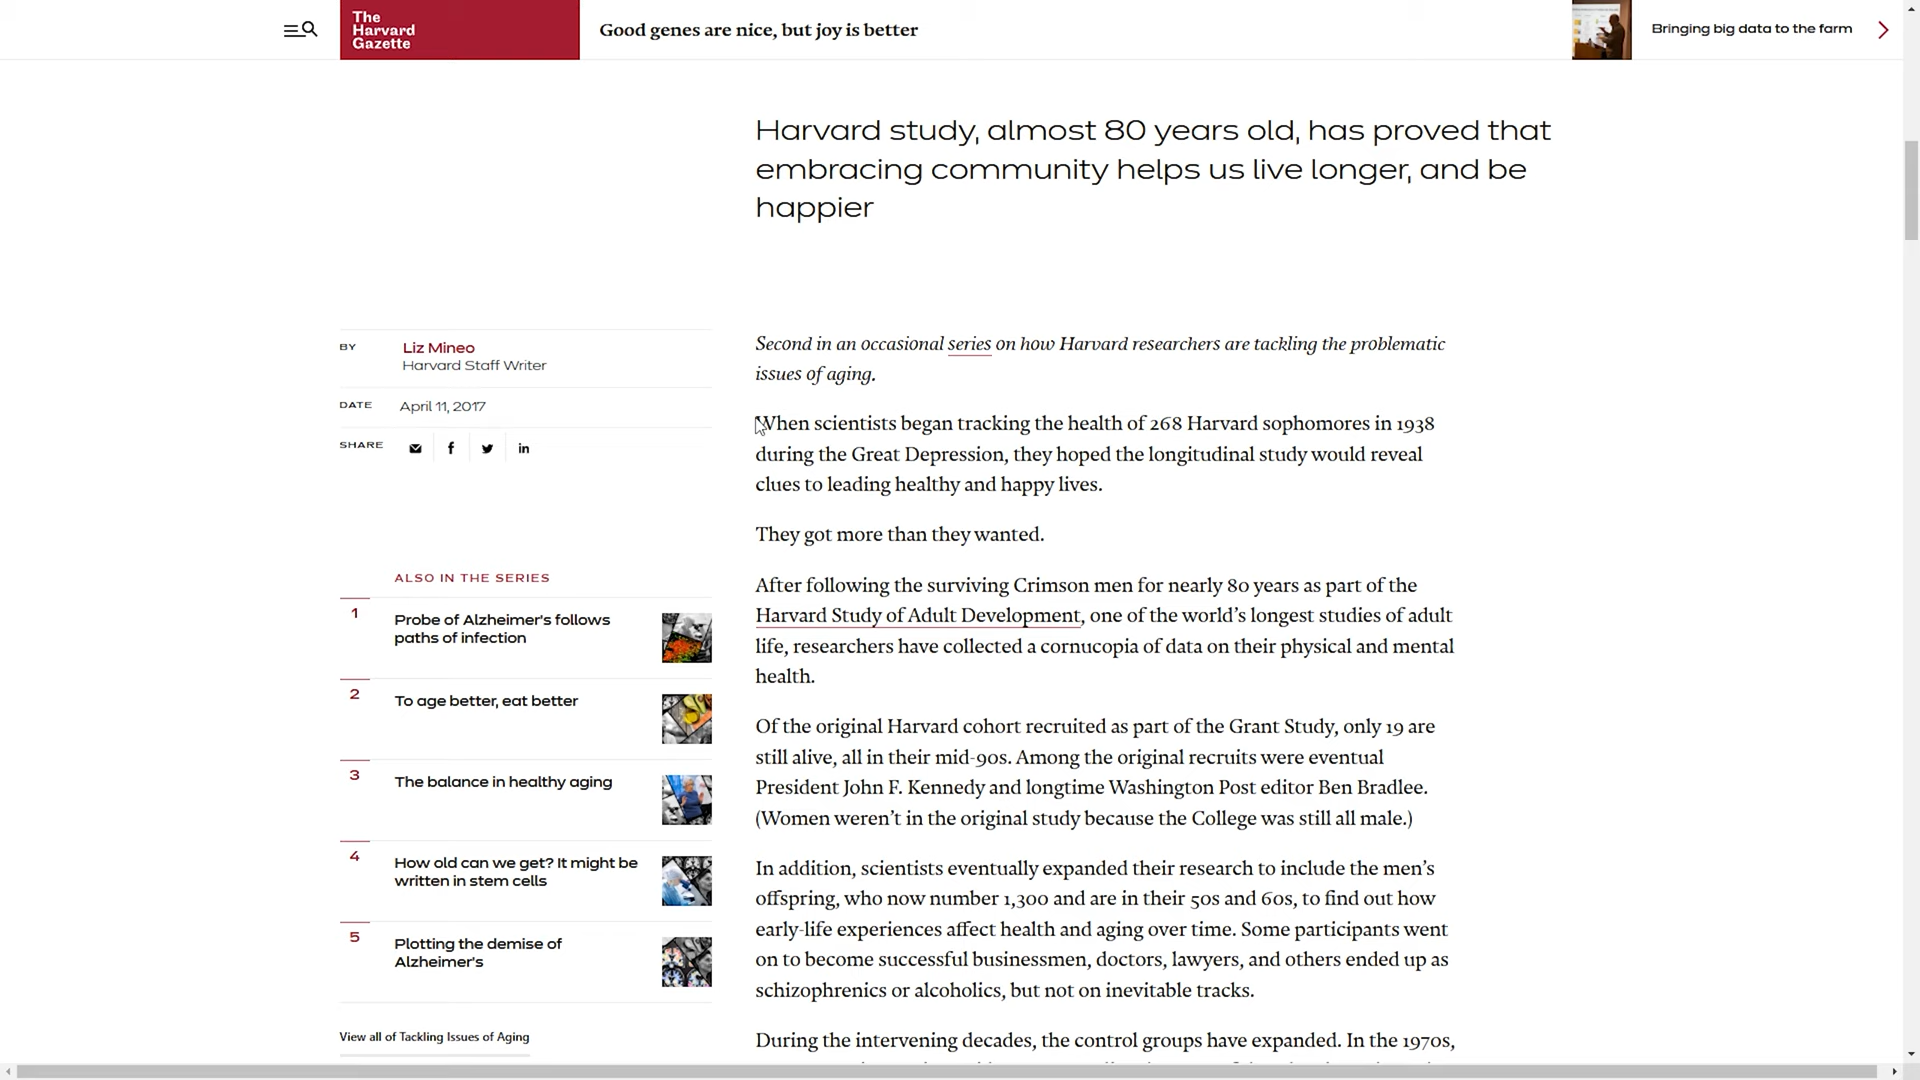 The
Harvard
Gazette
Good genes are nice, but joy is better
Bringing big data to the farm
Harvard study, almost 80 years old, has proved that
embracing community helps us live longer, and be
happier
BY
Liz Mineo
Harvard Staff Writer
DATE
April 11, 2017
SHARE
ALSO IN THE SERIES
1
Probe of Alzheimer's follows
paths of infection
2
To age better, eat better
3
The balance in healthy aging
4
How old can we get? It might be
written in stem cells
5
Plotting the demise of
Alzheimer's
View all of Tackling Issues of Aging
Second in an occasional series on how Harvard researchers are tackling the problematic
issues of aging.
When scientists began tracking the health of 268 Harvard sophomores in 1938
during the Great Depression, they hoped the longitudinal study would reveal
clues to leading healthy and happy lives.
They got more than they wanted.
After following the surviving Crimson men for nearly 80 years as part of the
Harvard Study of Adult Development, one of the world’s longest studies of adult
life, researchers have collected a cornucopia of data on their physical and mental
health.
Of the original Harvard cohort recruited as part of the Grant Study, only 19 are
still alive, all in their mid-90s. Among the original recruits were eventual
President John F. Kennedy and longtime Washington Post editor Ben Bradlee.
(Women weren’t in the original study because the College was still all male.)
In addition, scientists eventually expanded their research to include the men’s
offspring, who now number 1,300 and are in their 50s and 60s, to find out how
early-life experiences affect health and aging over time. Some participants went
on to become successful businessmen, doctors, lawyers, and others ended up as
schizophrenics or alcoholics, but not on inevitable tracks.
During the intervening decades, the control groups have expanded. In the 1970s,